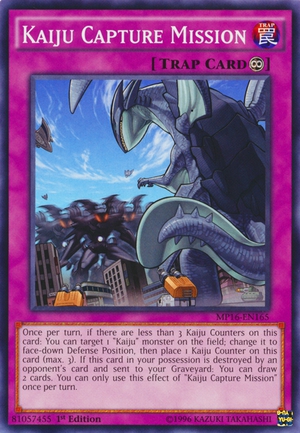 KAIJU CAPTURE MISSION
TRAP
罠
[TRAP CARD]
MP16-EN165
Once per turn, if there are less than 3 Kaiju Counters on this
card: You can target 1 "Kaiju" monster on the field; change it to
face-down Defense Position, then place 1 Kaiju Counter on this
card (max. 3). If this card in your possession is destroyed by an
opponent's card and sent to your Graveyard: You can draw
2 cards. You can only use this effect of "Kaiju Capture Mission"
once per turn.
81057455 1st Edition ©1996 KAZUKI TAKAHASHI